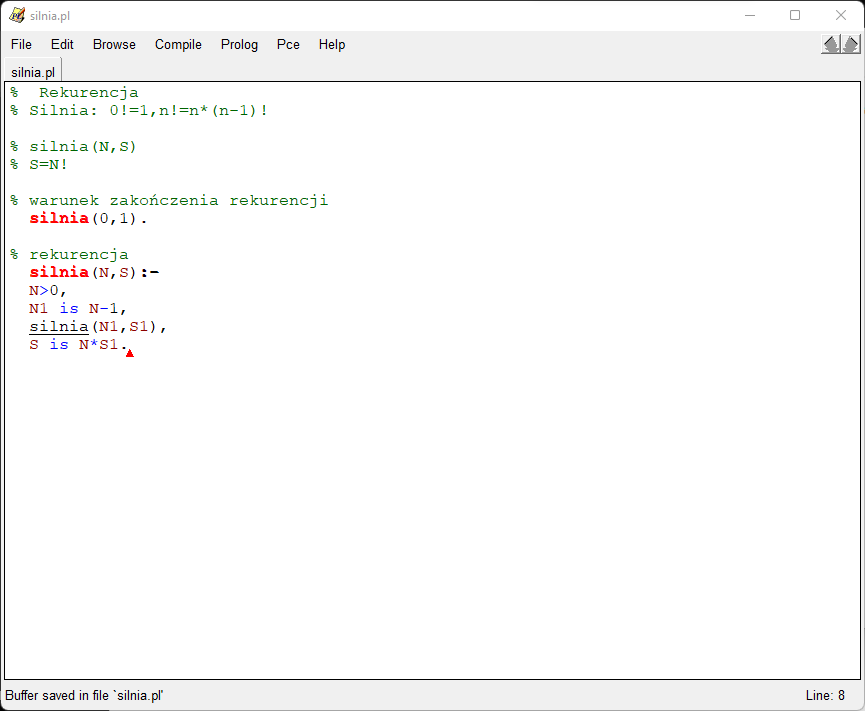 silnia.pl
File Edit Browse Compile Prolog Pce Help
silnia.pl
%  Rekurencja
% Silnia: 0!=1,n!=n*(n-1)!
% silnia(N,S)
% S=N!
% warunek zakończenia rekurencji
  silnia(0,1).
% rekurencja
  silnia(N,S):-
  N>0,
  N1 is N-1,
  silnia(N1,S1),
  S is N*S1.
Buffer saved in file `silnia.pl' Line: 8